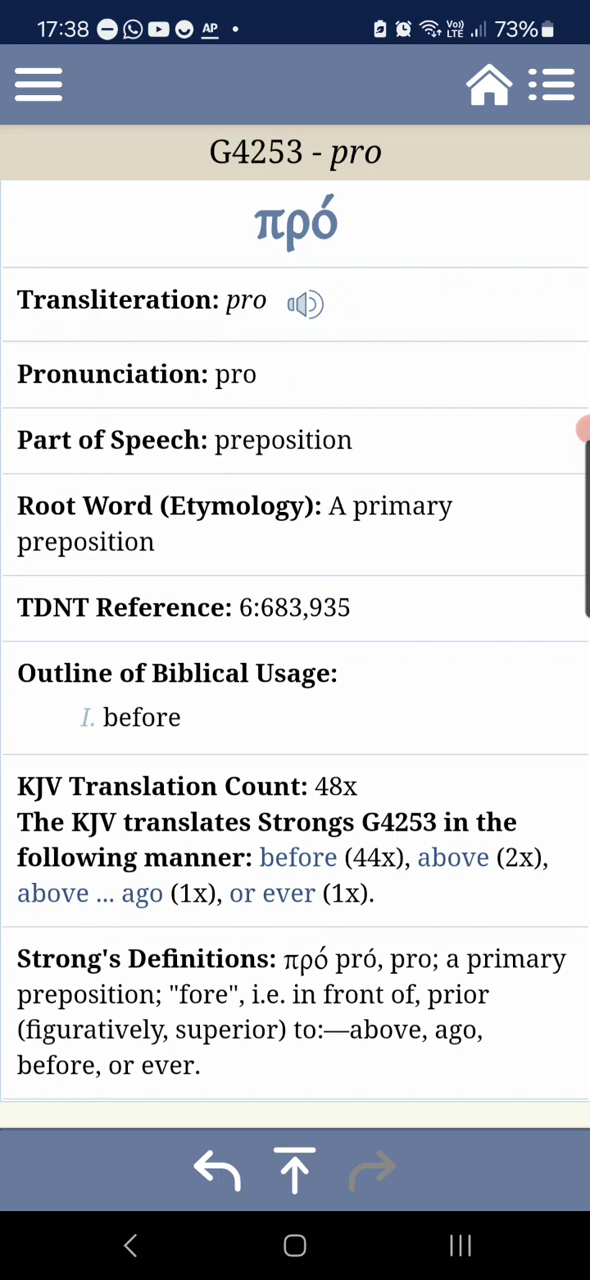 17:38 AP • Vo)) LTE 73%
G4253 - pro
πρό
Transliteration: pro
Pronunciation: pro
Part of Speech: preposition
Root Word (Etymology): A primary
preposition
TDNT Reference: 6:683,935
Outline of Biblical Usage:
I. before
KJV Translation Count: 48x
The KJV translates Strongs G4253 in the
following manner: before (44x), above (2x),
above ... ago (1x), or ever (1x).
Strong's Definitions: πρό pró, pro; a primary
preposition; "fore", i.e. in front of, prior
(figuratively, superior) to:—above, ago,
before, or ever.